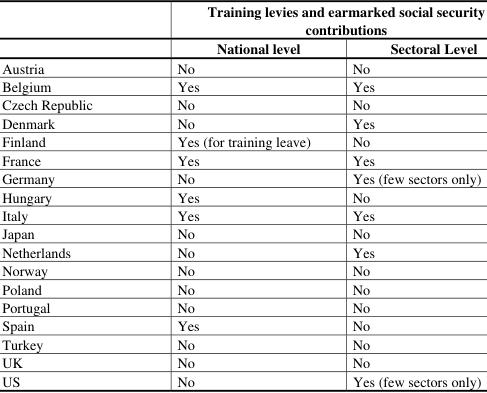 Training levies and earmarked social security
contributions
National level Sectoral Level
Austria No No
Belgium Yes Yes
Czech Republic No No
Denmark No Yes
Finland Yes (for training leave) No
France Yes Yes
Germany No Yes (few sectors only)
Hungary Yes No
Italy Yes Yes
Japan No No
Netherlands No Yes
Norway No No
Poland No No
Portugal No No
Spain Yes No
Turkey No No
UK No No
US No Yes (few sectors only)